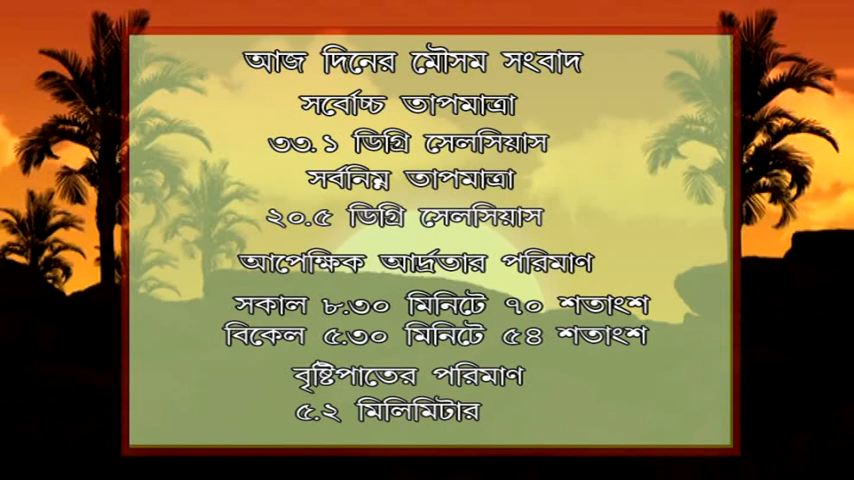 আজ দিনের মৌসম সংবাদ
সর্বোচ্চ তাপমাত্রা
৩৩.১ ডিগ্রি সেলসিয়াস
সর্বনিম্ন তাপমাত্রা
২০.৫ ডিগ্রি সেলসিয়াস
আপেক্ষিক আর্দ্রতার পরিমাণ
সকাল ৮.৩০ মিনিটে ৭০ শতাংশ
বিকেল ৫.৩০ মিনিটে ৫৪ শতাংশ
বৃষ্টিপাতের পরিমাণ
৫.২ মিলিমিটার